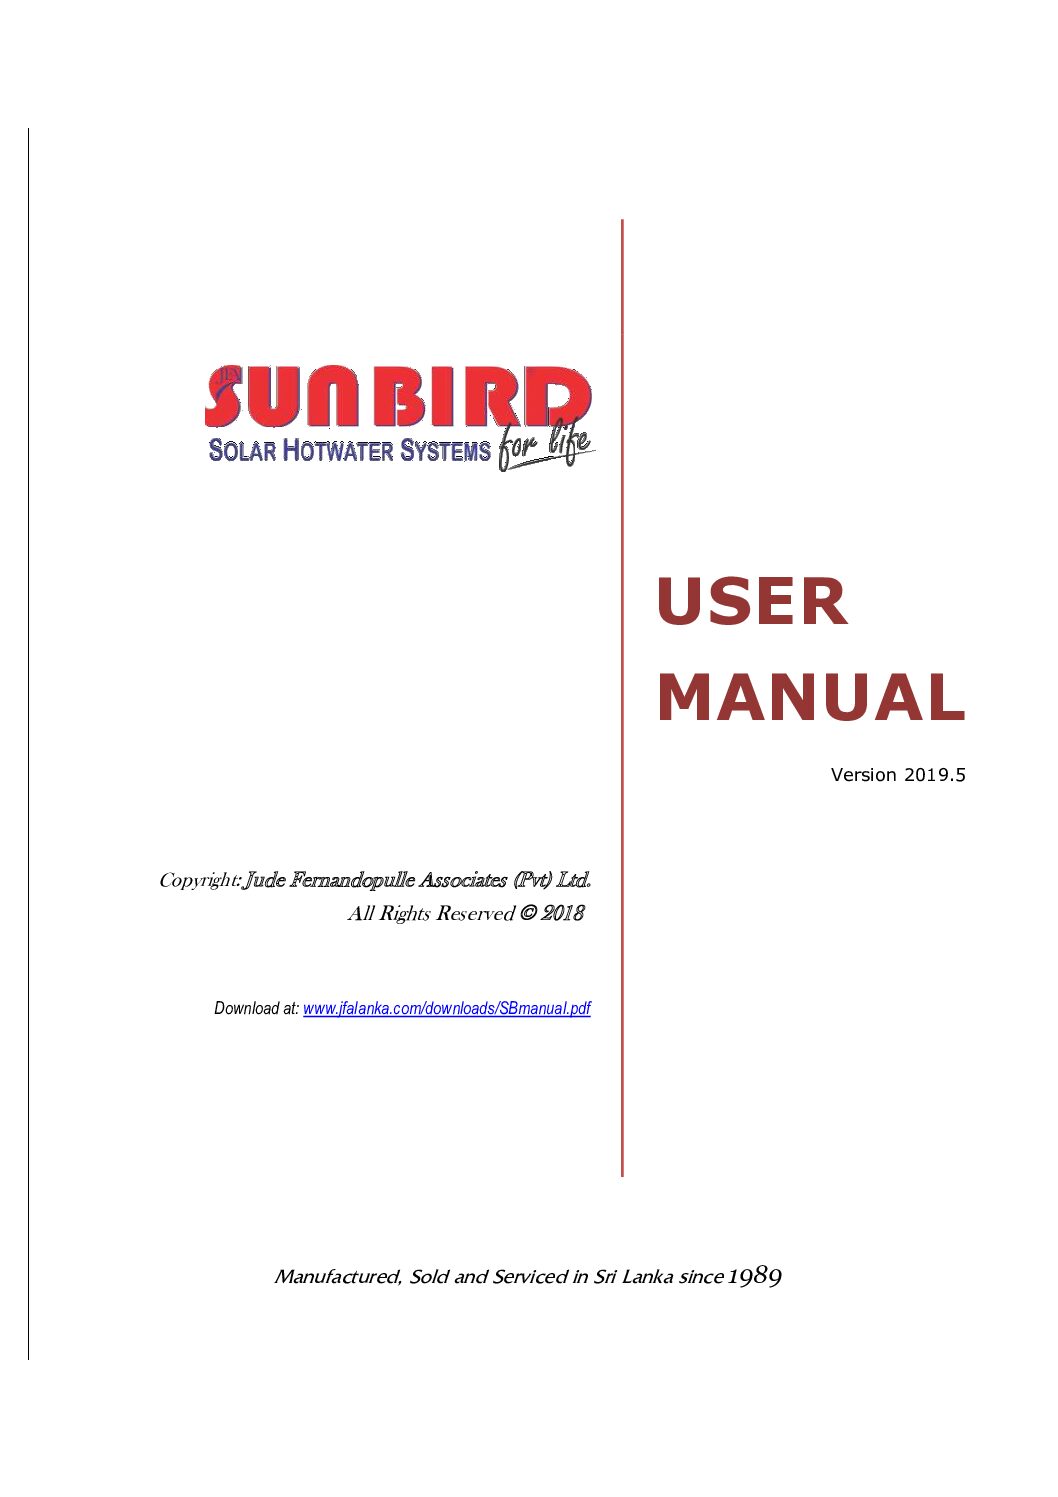 JFA
SUNBIRD
SOLAR HOTWATER SYSTEMS for life
USER
MANUAL
Version 2019.5
Copyright: Jude Fernandopulle Associates (Pvt) Ltd.
All Rights Reserved © 2018
Download at: www.jfalanka.com/downloads/SBmanual.pdf
Manufactured, Sold and Serviced in Sri Lanka since 1989